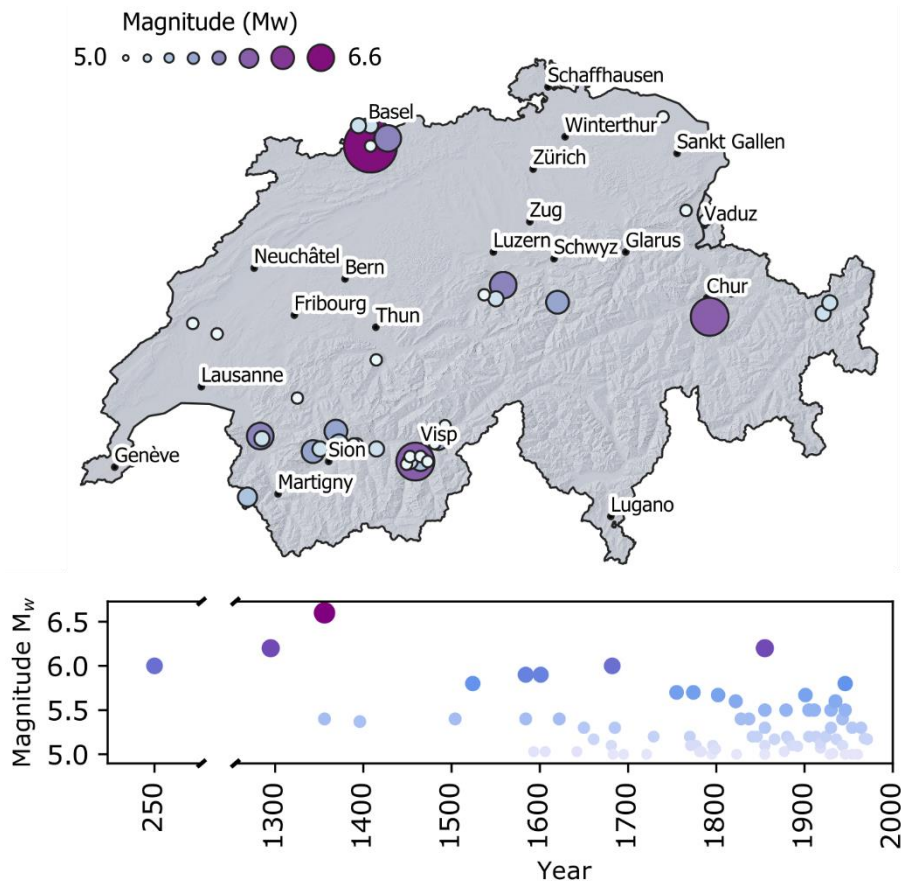 Magnitude (Mw)
5.0 6.6
Schaffhausen
Basel
Winterthur
Sankt Gallen
Zürich
Zug
Vaduz
Luzern
Schwyz
Glarus
Neuchâtel
Bern
Chur
Fribourg
Thun
Lausanne
Visp
Sion
Genève
Martigny
Lugano
Magnitude Mw
6.5
6.0
5.5
5.0
250
1300
1400
1500
1600
1700
1800
1900
2000
Year